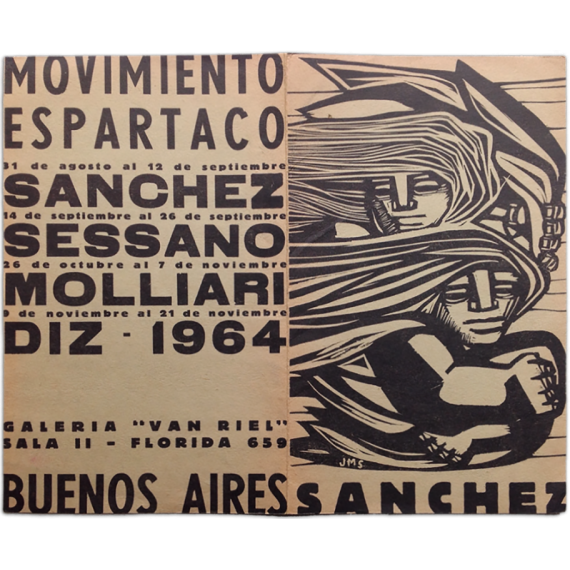 MOVIMIENTO
ESPARTACO
31 de agosto al 12 de septiembre
SANCHEZ
14 de septiembre al 26 de septiembre
SESSANO
26 de octubre al 7 de noviembre
MOLLIARI
9 de noviembre al 21 de noviembre
DIZ - 1964
GALERIA "VAN RIEL"
SALA II - FLORIDA 659
BUENOS AIRES
JMS
SANCHEZ